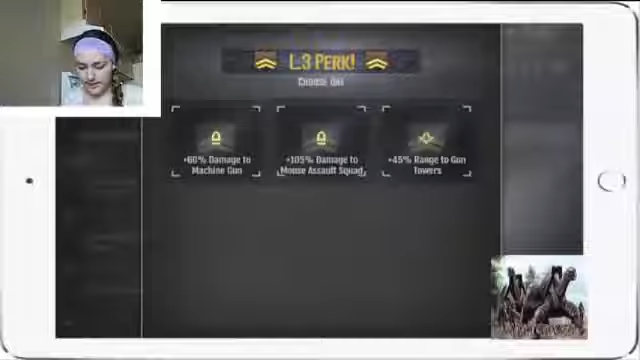 L3 PERK!
CHOOSE ONE
+60% Damage to
Machine Gun
+105% Damage to
Mouse Assault Squad
+45% Range to Gun
Towers